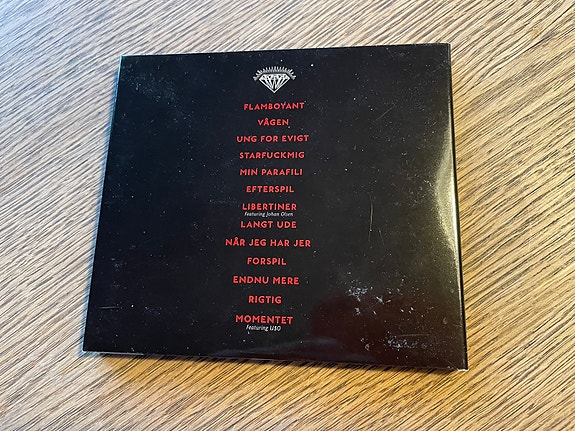 FLAMBOYANT
VÅGEN
UNG FOR EVIGT
STARFUCKMIG
MIN PARAFILI
EFTERSPIL
LIBERTINER
Featuring Johan Olsen
LANGT UDE
NÅR JEG HAR JER
FORSPIL
ENDNU MERE
RIGTIG
MOMENTET
Featuring USO